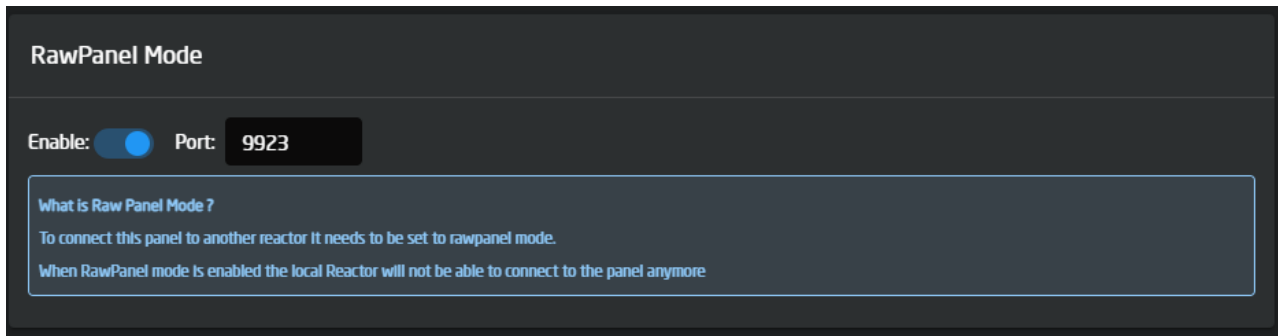 RawPanel Mode
Enable: Port: 9923
What is Raw Panel Mode ?
To connect this panel to another reactor it needs to be set to rawpanel mode.
When RawPanel mode is enabled the local Reactor will not be able to connect to the panel anymore